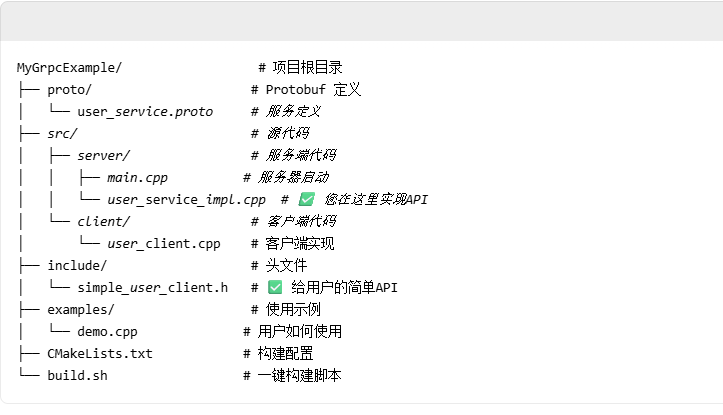 MyGrpcExample/                  # 项目根目录
├── proto/                     # Protobuf 定义
│   └── user_service.proto     # 服务定义
├── src/                       # 源代码
│   ├── server/                # 服务端代码
│   │   ├── main.cpp          # 服务器启动
│   │   └── user_service_impl.cpp  # ✅ 您在这里实现API
│   └── client/                # 客户端代码
│       └── user_client.cpp    # 客户端实现
├── include/                   # 头文件
│   └── simple_user_client.h   # ✅ 给用户的简单API
├── examples/                  # 使用示例
│   └── demo.cpp              # 用户如何使用
├── CMakeLists.txt            # 构建配置
└── build.sh                  # 一键构建脚本